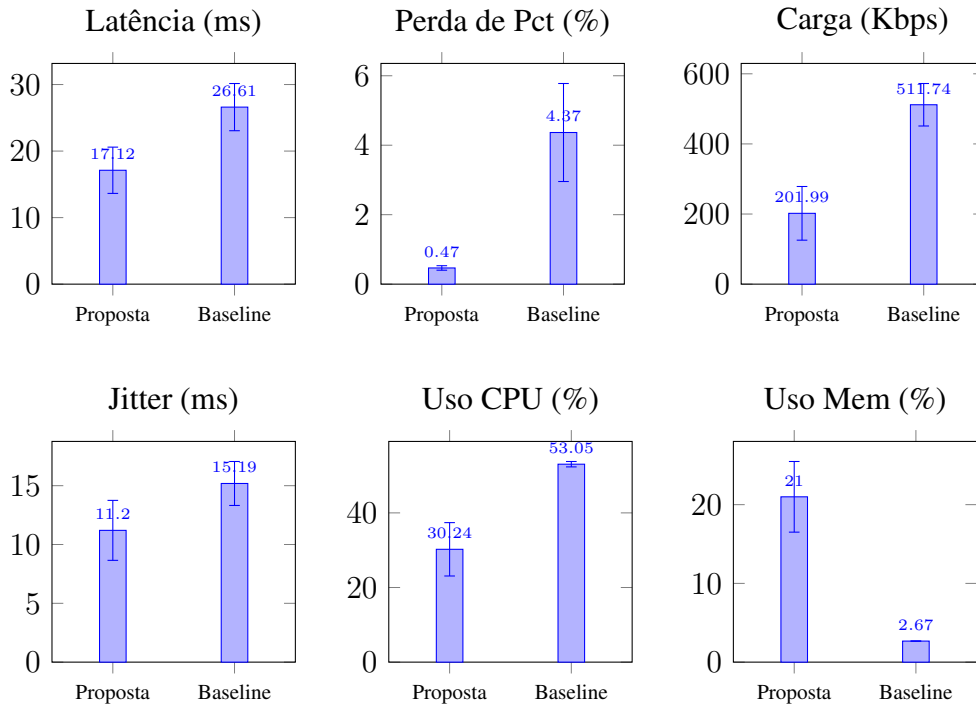 Latência (ms)
30
20
10
0
26.61
17.12
Proposta Baseline
Perda de Pct (%)
6
4
2
0
4.37
0.47
Proposta Baseline
Carga (Kbps)
600
400
200
0
511.74
201.99
Proposta Baseline
Jitter (ms)
15
10
5
0
15.19
11.2
Proposta Baseline
Uso CPU (%)
40
20
0
53.05
30.24
Proposta Baseline
Uso Mem (%)
20
10
0
21
2.67
Proposta Baseline